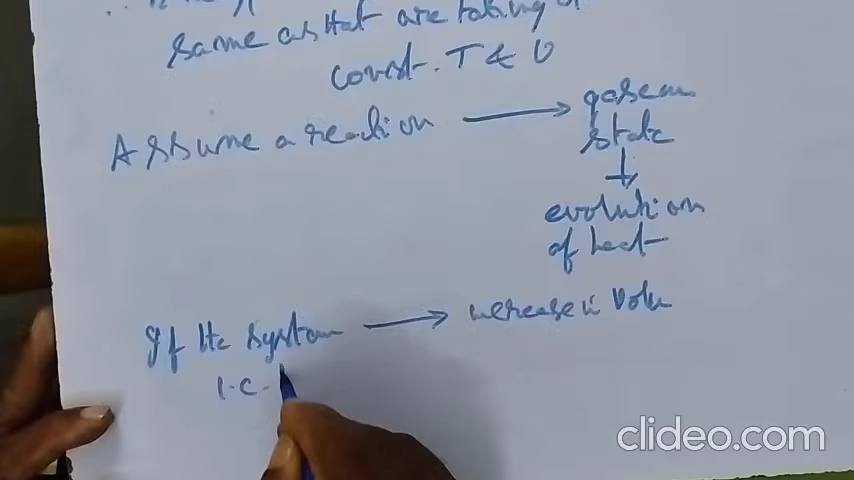 same as that are taking
const. T & V
Assume a reaction → gaseous
state
↓
evolution
of heat
If the system → increase in Volu
i.e.
clideo.com